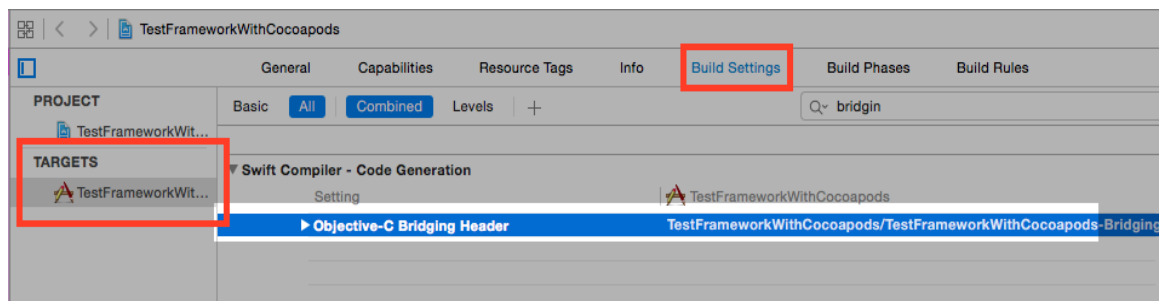 TestFrameworkWithCocoapods
General Capabilities Resource Tags Info Build Settings Build Phases Build Rules
PROJECT
Basic All Combined Levels + bridgin
TestFrameworkWit...
TARGETS
Swift Compiler - Code Generation
TestFrameworkWit...
Setting TestFrameworkWithCocoapods
Objective-C Bridging Header TestFrameworkWithCocoapods/TestFrameworkWithCocoapods-Bridging